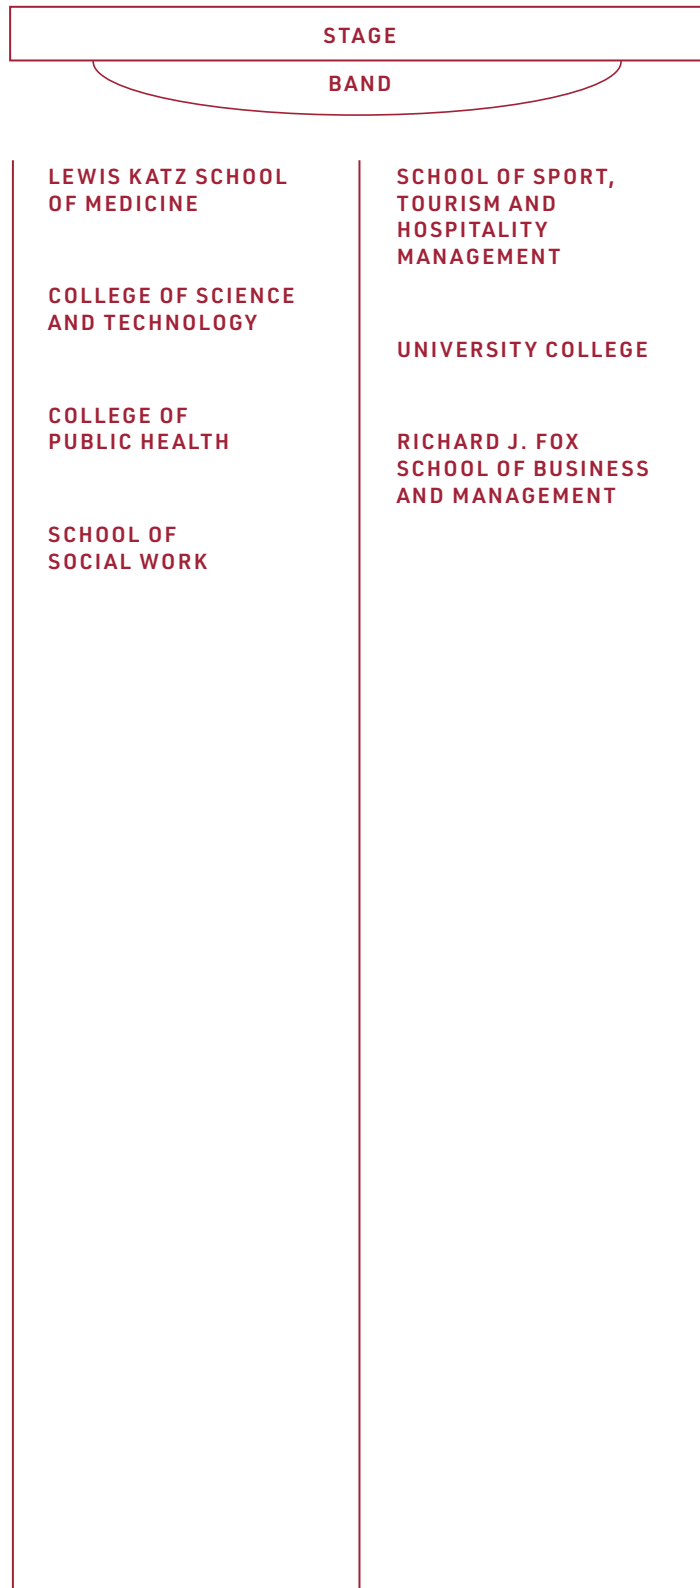 STAGE
BAND
LEWIS KATZ SCHOOL
OF MEDICINE
COLLEGE OF SCIENCE
AND TECHNOLOGY
COLLEGE OF
PUBLIC HEALTH
SCHOOL OF
SOCIAL WORK
SCHOOL OF SPORT,
TOURISM AND
HOSPITALITY
MANAGEMENT
UNIVERSITY COLLEGE
RICHARD J. FOX
SCHOOL OF BUSINESS
AND MANAGEMENT